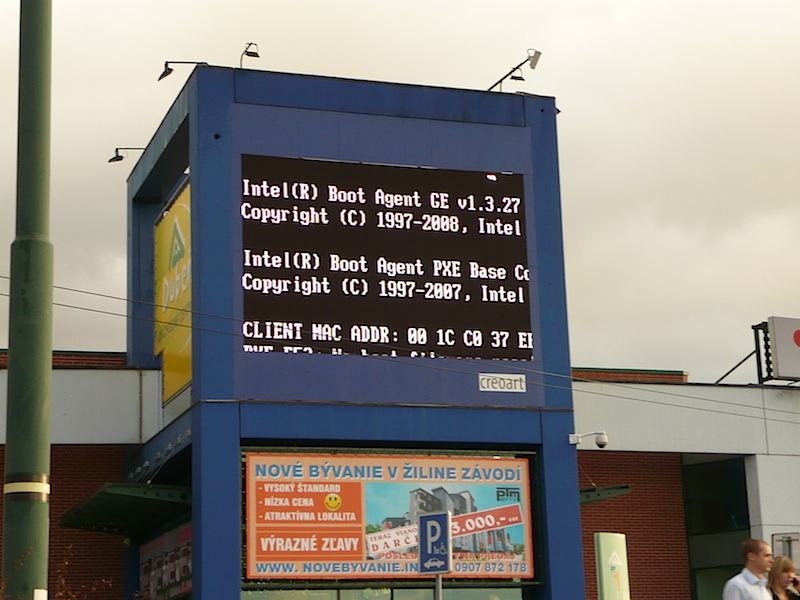 Intel(R) Boot Agent GE v1.3.27
Copyright (C) 1997-2008, Intel
Intel(R) Boot Agent PXE Base Co
Copyright (C) 1997-2007, Intel
CLIENT MAC ADDR: 00 1C C0 37 EE
creoart
NOVÉ BÝVANIE V ŽILINE ZÁVODÍ
- VYSOKÝ ŠTANDARD
- NÍZKA CENA
- ATRAKTÍVNA LOKALITA
VÝRAZNÉ ZĽAVY
TERAZ
DARČ
3.000.-
WWW.NOVEBYVANIE.IN
0907 872 178
P